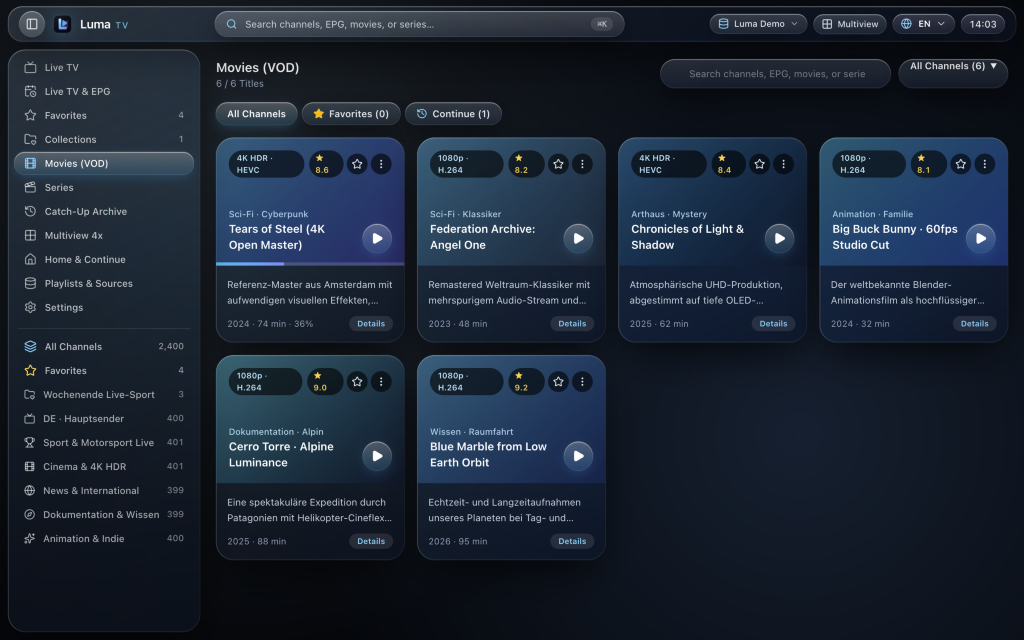 Luma TV
Search channels, EPG, movies, or series...
⌘K
Luma Demo
Multiview
EN
14:03
Live TV
Live TV & EPG
Favorites 4
Collections 1
Movies (VOD)
Series
Catch-Up Archive
Multiview 4x
Home & Continue
Playlists & Sources
Settings
All Channels 2,400
Favorites 4
Wochenende Live-Sport 3
DE · Hauptsender 400
Sport & Motorsport Live 401
Cinema & 4K HDR 401
News & International 399
Dokumentation & Wissen 399
Animation & Indie 400
Movies (VOD)
6 / 6 Titles
Search channels, EPG, movies, or serie
All Channels (6) ▼
All Channels
Favorites (0)
Continue (1)
4K HDR ·
HEVC
★
8.6
Sci-Fi · Cyberpunk
Tears of Steel (4K
Open Master)
Referenz-Master aus Amsterdam mit
aufwendigen visuellen Effekten,...
2024 · 74 min · 36%
Details
1080p ·
H.264
★
8.2
Sci-Fi · Klassiker
Federation Archive:
Angel One
Remastered Weltraum-Klassiker mit
mehrspurigem Audio-Stream und...
2023 · 48 min
Details
4K HDR ·
HEVC
★
8.4
Arthaus · Mystery
Chronicles of Light &
Shadow
Atmosphärische UHD-Produktion,
abgestimmt auf tiefe OLED-...
2025 · 62 min
Details
1080p ·
H.264
★
8.1
Animation · Familie
Big Buck Bunny · 60fps
Studio Cut
Der weltbekannte Blender-
Animationsfilm als hochflüssiger...
2024 · 32 min
Details
1080p ·
H.264
★
9.0
Dokumentation · Alpin
Cerro Torre · Alpine
Luminance
Eine spektakuläre Expedition durch
Patagonien mit Helikopter-Cineflex...
2025 · 88 min
Details
1080p ·
H.264
★
9.2
Wissen · Raumfahrt
Blue Marble from Low
Earth Orbit
Echtzeit- und Langzeitaufnahmen
unseres Planeten bei Tag- und...
2026 · 95 min
Details